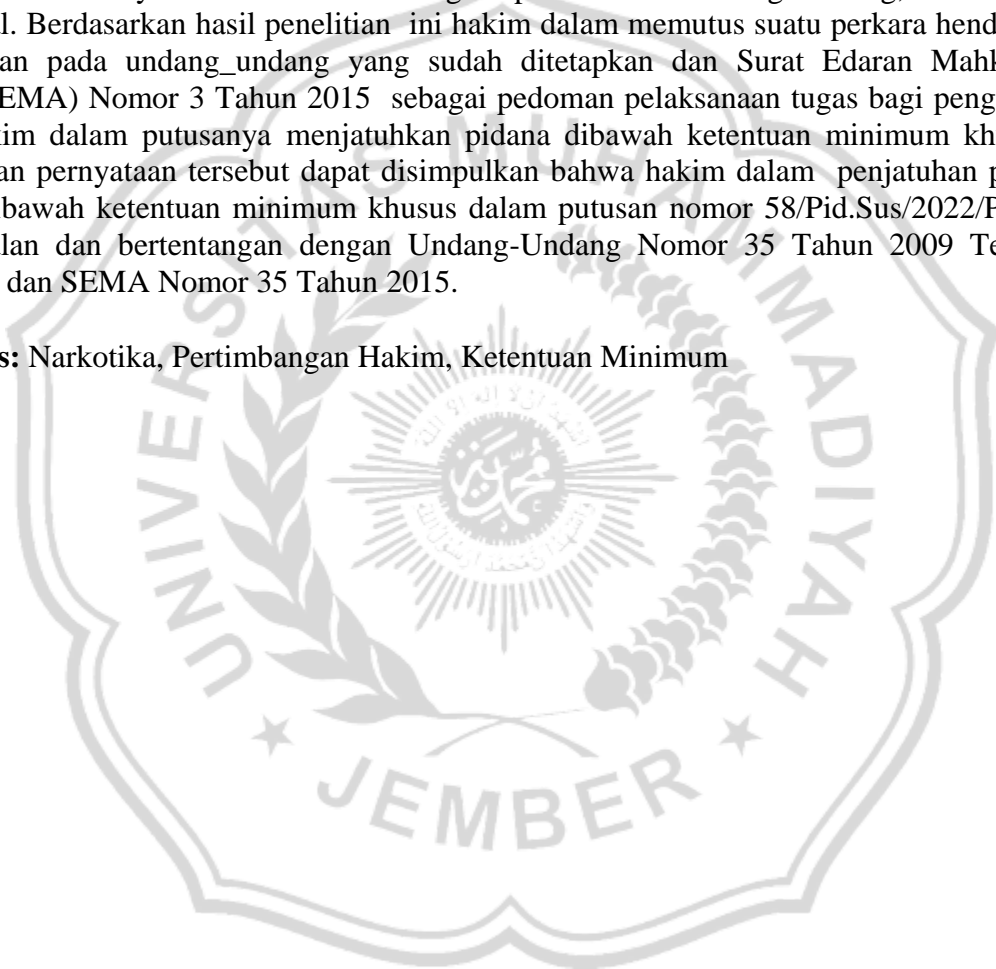 l. Berdasarkan hasil penelitian ini hakim dalam memutus suatu perkara hend
an pada undang_undang yang sudah ditetapkan dan Surat Edaran Mahk
EMA) Nomor 3 Tahun 2015 sebagai pedoman pelaksanaan tugas bagi peng
kim dalam putusanya menjatuhkan pidana dibawah ketentuan minimum kh
an pernyataan tersebut dapat disimpulkan bahwa hakim dalam penjatuhan p
ibawah ketentuan minimum khusus dalam putusan nomor 58/Pid.Sus/2022/P
lan dan bertentangan dengan Undang-Undang Nomor 35 Tahun 2009 Te
dan SEMA Nomor 35 Tahun 2015.
s: Narkotika, Pertimbangan Hakim, Ketentuan Minimum
UNIVERSITAS MUHAMMADIYAH
JEMBER